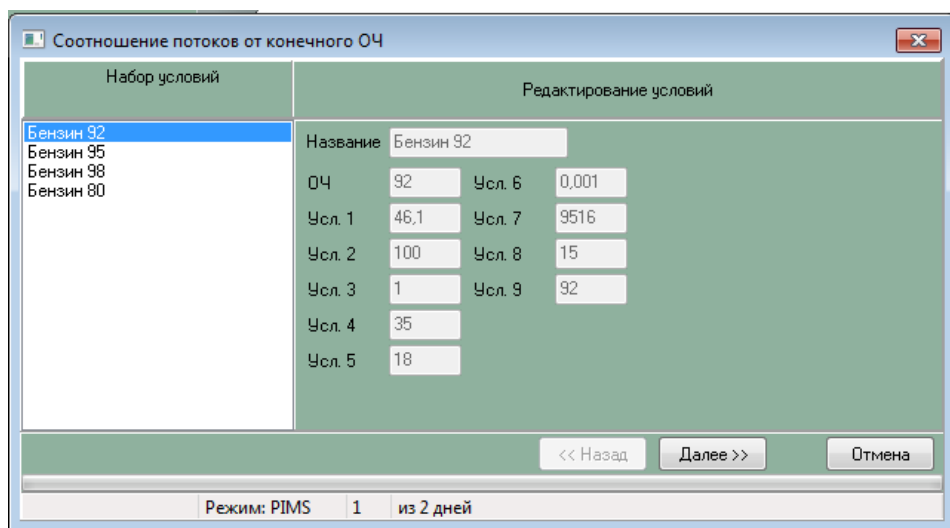 Соотношение потоков от конечного ОЧ
Набор условий
Редактирование условий
Бензин 92
Бензин 95
Бензин 98
Бензин 80
Название Бензин 92
ОЧ 92 Усл. 6 0,001
Усл. 1 46,1 Усл. 7 9516
Усл. 2 100 Усл. 8 15
Усл. 3 1 Усл. 9 92
Усл. 4 35
Усл. 5 18
<< Назад Далее >> Отмена
Режим: PIMS 1 из 2 дней